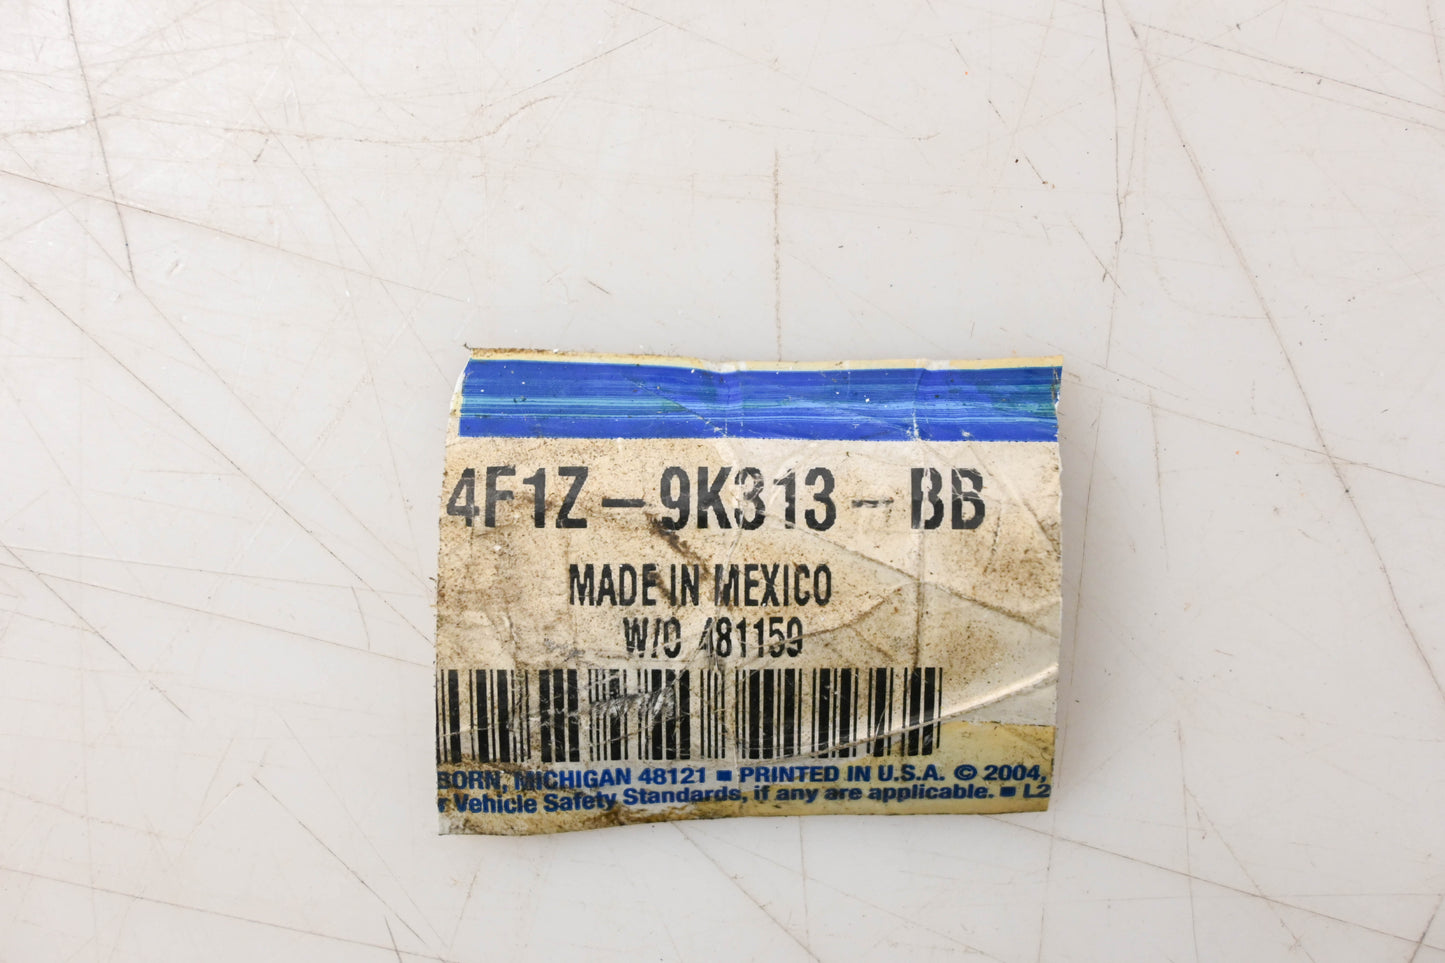 4F1Z-9K313-BB
MADE IN MEXICO
W/O 481159
BORN, MICHIGAN 48121 ■ PRINTED IN U.S.A. © 2004,
r Vehicle Safety Standards, if any are applicable. ■ L2